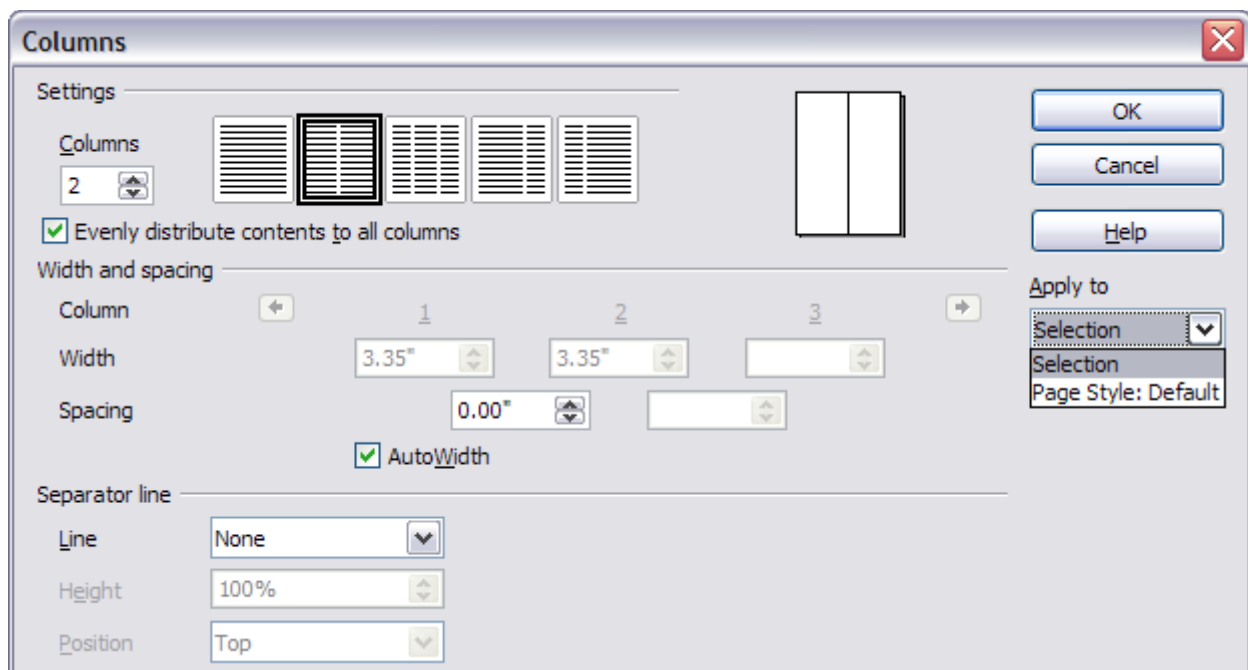 Columns
Settings
Columns
2
Evenly distribute contents to all columns
OK
Cancel
Help
Apply to
Selection
Selection
Page Style: Default
Width and spacing
Column 1 2 3
Width 3.35" 3.35"
Spacing 0.00"
AutoWidth
Separator line
Line None
Height 100%
Position Top